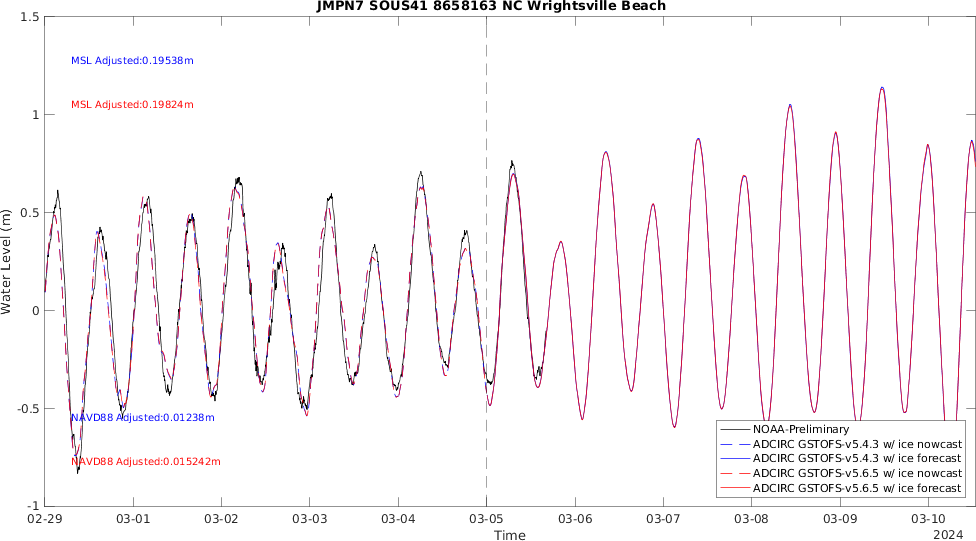 JMPN7 SOUS41 8658163 NC Wrightsville Beach
1.5
MSL Adjusted:0.19538m
MSL Adjusted:0.19824m
1
0.5
Water Level (m)
0
-0.5
NAVD88 Adjusted:0.01238m
NAVD88 Adjusted:0.015242m
-1
NOAA-Preliminary
ADCIRC GSTOFS-v5.4.3 w/ ice nowcast
ADCIRC GSTOFS-v5.4.3 w/ ice forecast
ADCIRC GSTOFS-v5.6.5 w/ ice nowcast
ADCIRC GSTOFS-v5.6.5 w/ ice forecast
02-29 03-01 03-02 03-03 03-04 03-05 03-06 03-07 03-08 03-09 03-10
Time
2024